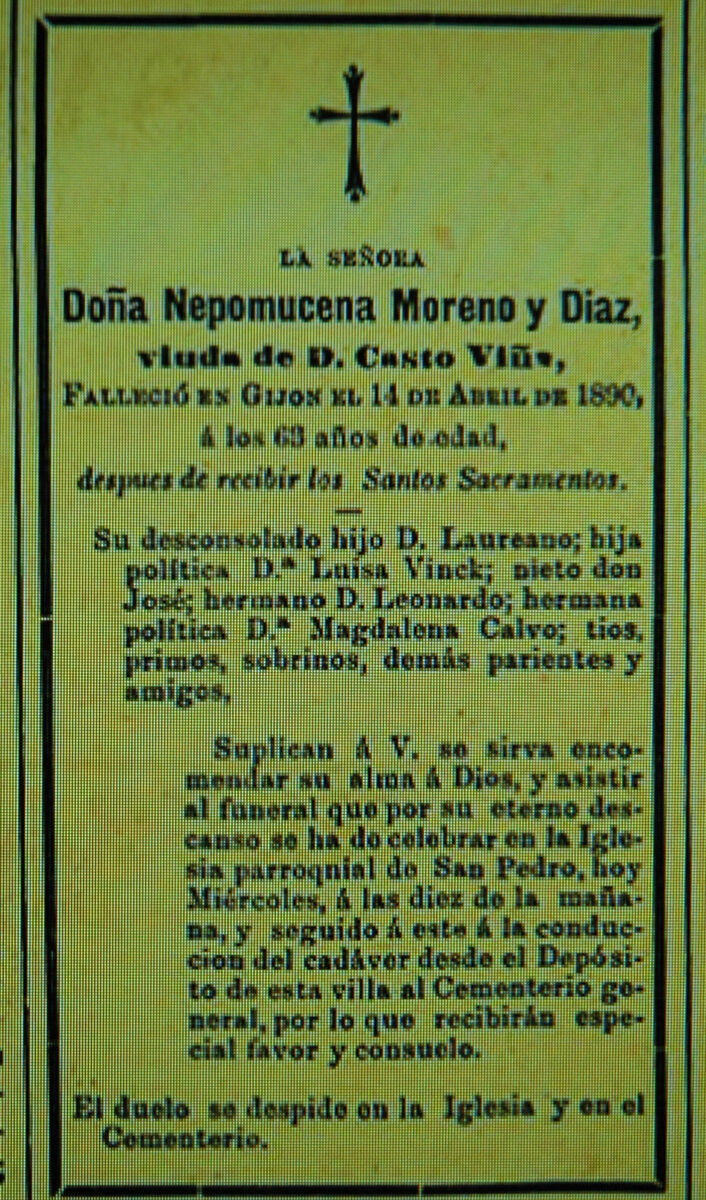 LA SEÑORA
Doña Nepomucena Moreno y Diaz,
viuda de D. Casto Viña,
FALLECIÓ EN GIJON EL 14 DE ABRIL DE 1890,
á los 63 años de edad,
despues de recibir los Santos Sacramentos.
Su desconsolado hijo D. Laureano; hija
política D.ª Luisa Vinck; nieto don
José; hermano D. Leonardo; hermana
política D.ª Magdalena Calvo; tios,
primos, sobrinos, demás parientes y
amigos,
Suplican á V. se sirva enco-
mendar su alma á Dios, y asistir
al funeral que por su eterno des-
canso se ha de celebrar en la Igle-
sia parroquial de San Pedro, hoy
Miércoles, á las diez de la maña-
na, y seguido á este á la conduc-
cion del cadáver desde el Depósi-
to de esta villa al Cementerio ge-
neral, por lo que recibirán espe-
cial favor y consuelo.
El duelo se despide en la Iglesia y en el
Cementerio.